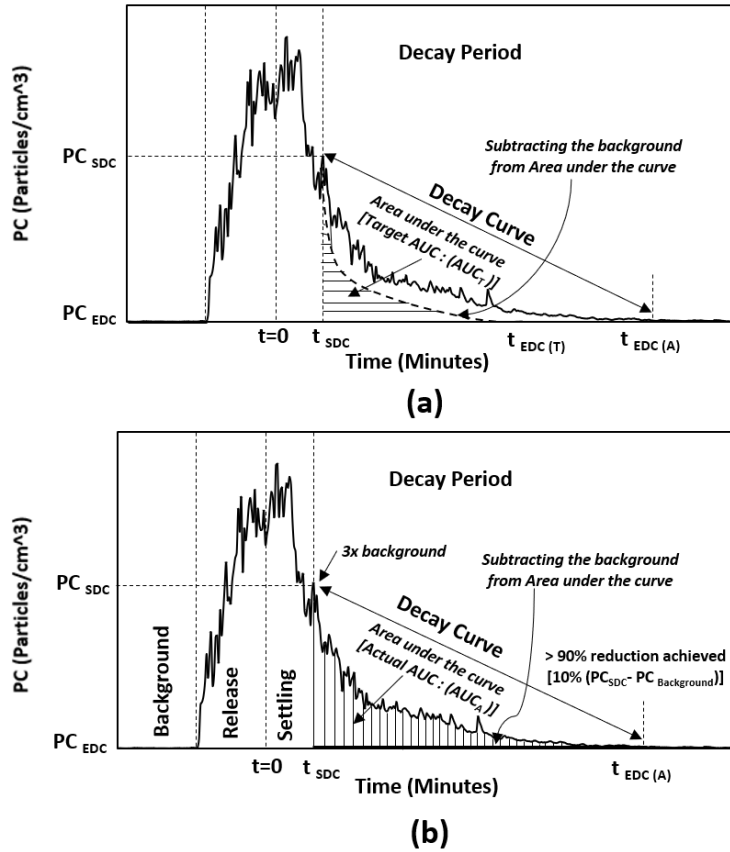 Decay Period
PC (Particles/cm^3)
Subtracting the background
from Area under the curve
PC SDC
Decay Curve
Area under the curve
[Target AUC : (AUCT)]
PC EDC
t=0
t SDC
t EDC (T)
t EDC (A)
Time (Minutes)
(a)
Decay Period
PC (Particles/cm^3)
3x background
Subtracting the background
from Area under the curve
PC SDC
Decay Curve
Area under the curve
[Actual AUC : (AUCA)]
> 90% reduction achieved
[10% (PCSDC- PC Background)]
Background
Release
Settling
PC EDC
t=0
t SDC
t EDC (A)
Time (Minutes)
(b)